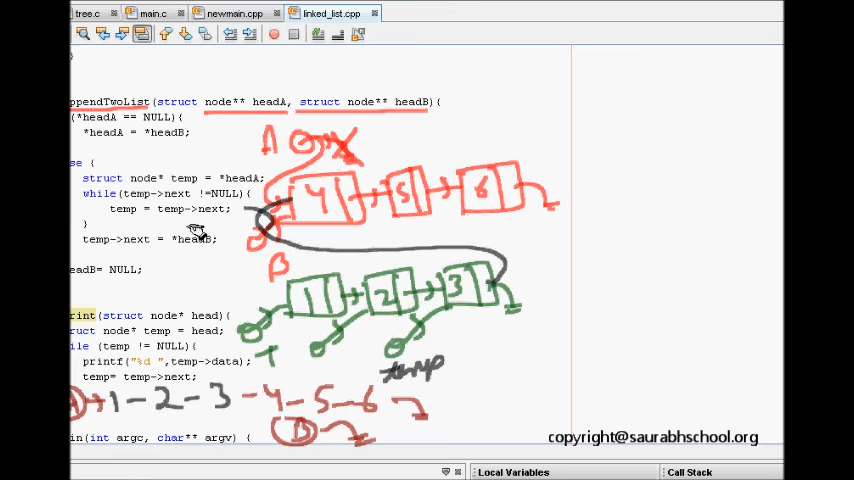 tree.c main.c newmain.cpp linked_list.cpp
}
ppendTwoList(struct node** headA, struct node** headB){
(*headA == NULL){
*headA = *headB;
A
se {
struct node* temp = *headA;
while(temp->next !=NULL){
temp = temp->next;
4 5 6
}
temp->next = *headB;
B
eadB= NULL;
1 2 3
rint(struct node* head){
ruct node* temp = head;
ile (temp != NULL){
T
printf("%d ",temp->data);
temp
temp= temp->next;
A → 1 - 2 - 3 - 4 - 5 - 6
B
in(int argc, char** argv) {
copyright@saurabhschool.org
Local Variables Call Stack